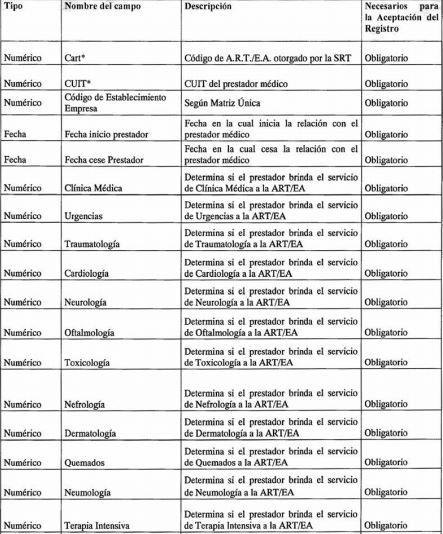 Tipo Nombre del campo Descripción Necesarios para la Aceptación del Registro
Numérico Cart* Código de A.R.T./E.A. otorgado por la SRT Obligatorio
Numérico CUIT* CUIT del prestador médico Obligatorio
Numérico Código de Establecimiento Empresa Según Matriz Única Obligatorio
Fecha Fecha inicio prestador Fecha en la cual inicia la relación con el prestador médico Obligatorio
Fecha Fecha cese Prestador Fecha en la cual cesa la relación con el prestador médico Obligatorio
Numérico Clínica Médica Determina si el prestador brinda el servicio de Clínica Médica a la ART/EA Obligatorio
Numérico Urgencias Determina si el prestador brinda el servicio de Urgencias a la ART/EA Obligatorio
Numérico Traumatología Determina si el prestador brinda el servicio de Traumatología a la ART/EA Obligatorio
Numérico Cardiología Determina si el prestador brinda el servicio de Cardiología a la ART/EA Obligatorio
Numérico Neurología Determina si el prestador brinda el servicio de Neurología a la ART/EA Obligatorio
Numérico Oftalmología Determina si el prestador brinda el servicio de Oftalmología a la ART/EA Obligatorio
Numérico Toxicología Determina si el prestador brinda el servicio de Toxicología a la ART/EA Obligatorio
Numérico Nefrología Determina si el prestador brinda el servicio de Nefrología a la ART/EA Obligatorio
Numérico Dermatología Determina si el prestador brinda el servicio de Dermatología a la ART/EA Obligatorio
Numérico Quemados Determina si el prestador brinda el servicio de Quemados a la ART/EA Obligatorio
Numérico Neumología Determina si el prestador brinda el servicio de Neumología a la ART/EA Obligatorio
Numérico Terapia Intensiva Determina si el prestador brinda el servicio de Terapia Intensiva a la ART/EA Obligatorio